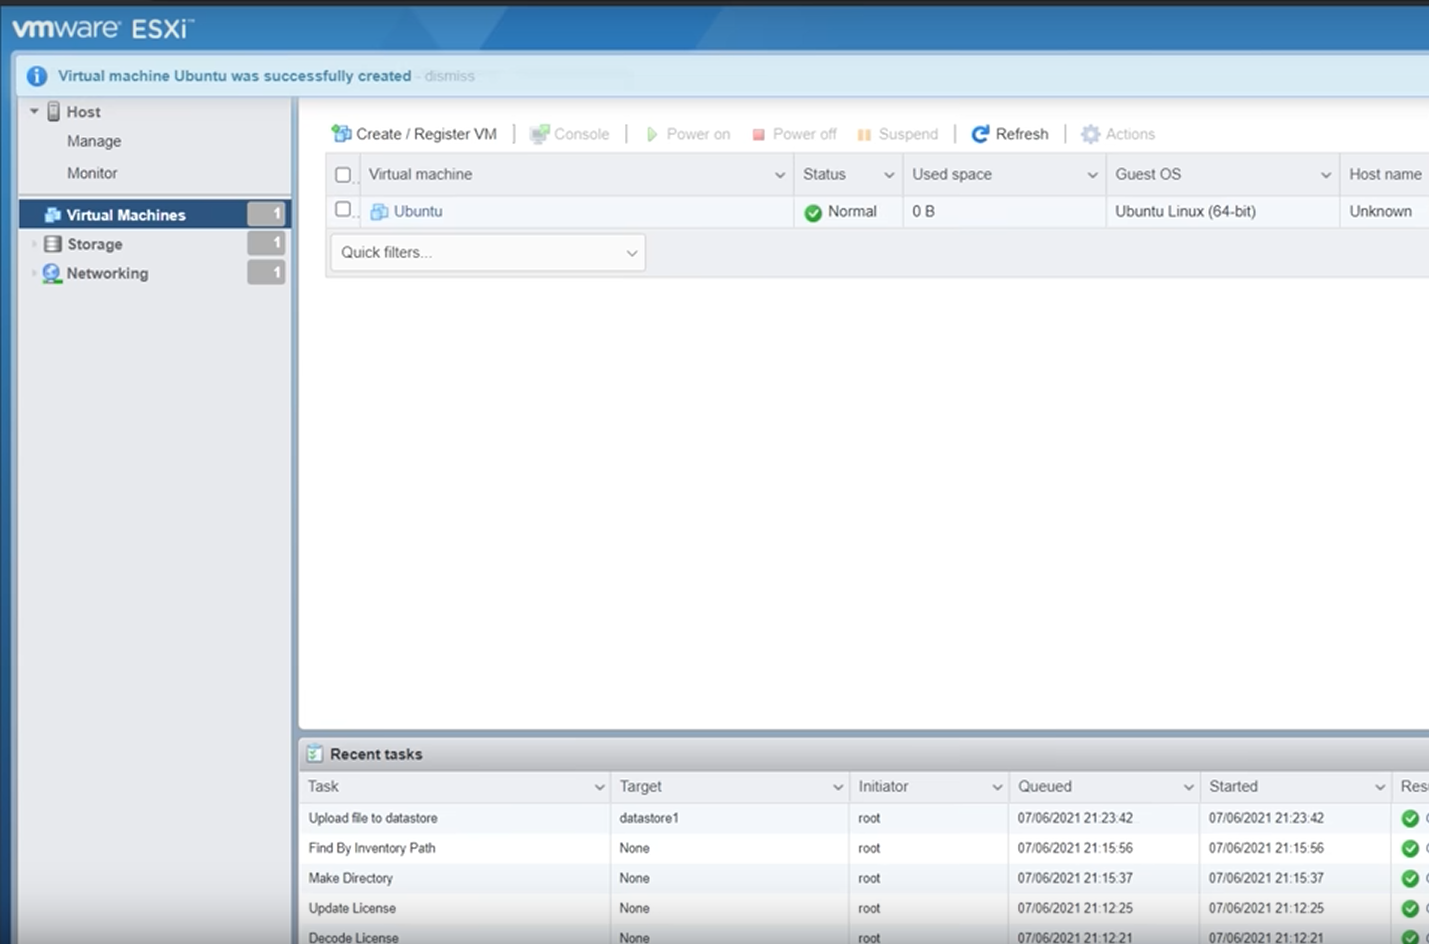 vmware ESXi™
Virtual machine Ubuntu was successfully created - dismiss
Host
Manage
Monitor
Virtual Machines 1
Storage 1
Networking 1
Create / Register VM | Console | Power on Power off Suspend | Refresh | Actions
Virtual machine Status Used space Guest OS Host name
Ubuntu Normal 0 B Ubuntu Linux (64-bit) Unknown
Quick filters...
Recent tasks
Task Target Initiator Queued Started
Upload file to datastore datastore1 root 07/06/2021 21:23:42 07/06/2021 21:23:42
Find By Inventory Path None root 07/06/2021 21:15:56 07/06/2021 21:15:56
Make Directory None root 07/06/2021 21:15:37 07/06/2021 21:15:37
Update License None root 07/06/2021 21:12:25 07/06/2021 21:12:25
Decode License None root 07/06/2021 21:12:21 07/06/2021 21:12:21